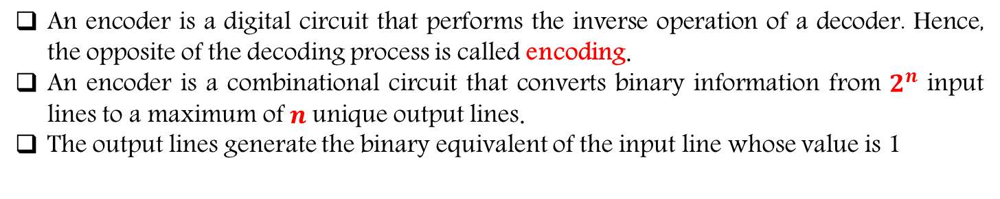 ❑ An encoder is a digital circuit that performs the inverse operation of a decoder. Hence,
the opposite of the decoding process is called encoding.
❑ An encoder is a combinational circuit that converts binary information from 2ⁿ input
lines to a maximum of n unique output lines.
❑ The output lines generate the binary equivalent of the input line whose value is 1